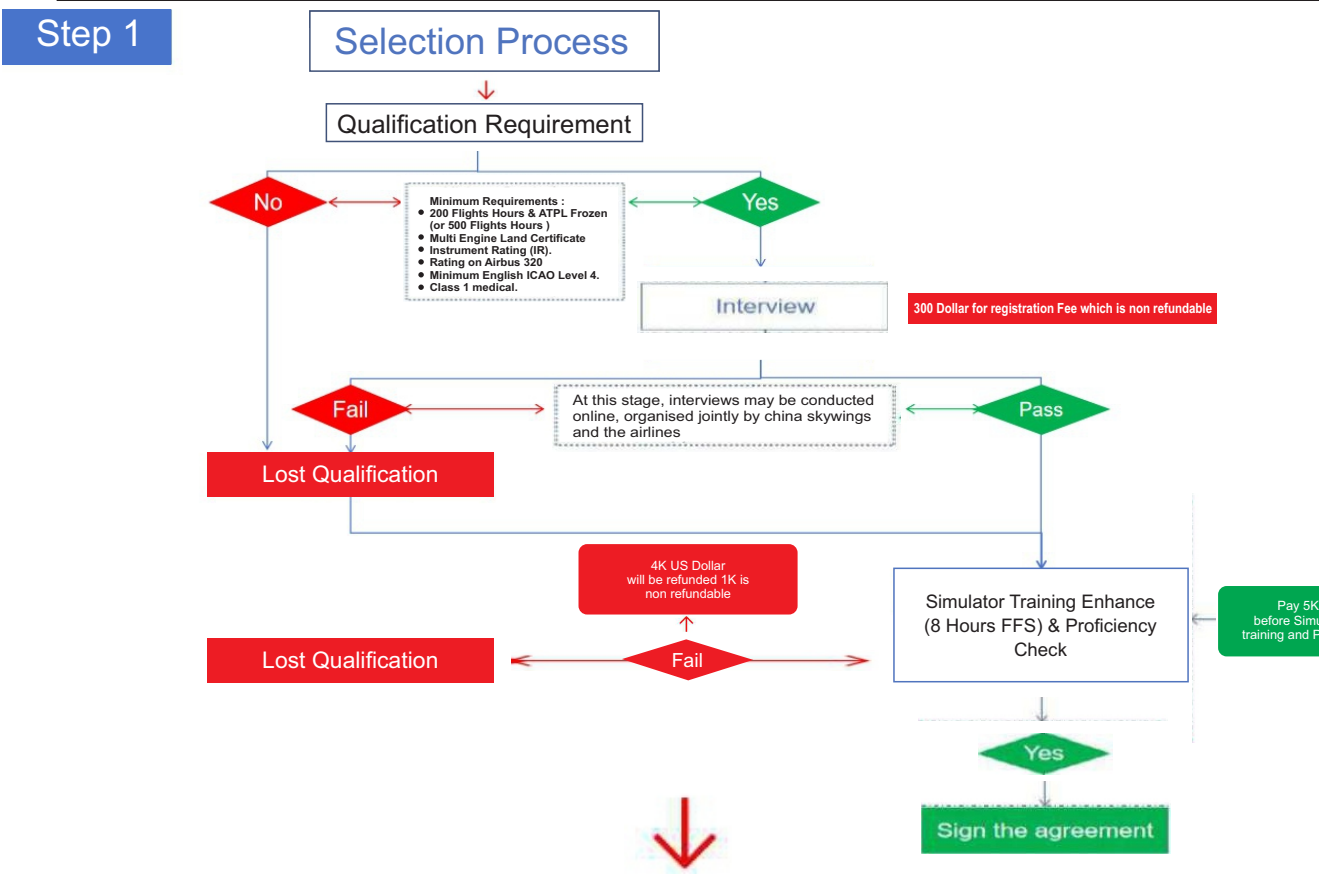 Step 1
Selection Process
Qualification Requirement
No
Minimum Requirements :
200 Flights Hours & ATPL Frozen
(or 500 Flights Hours )
Multi Engine Land Certificate
Instrument Rating (IR).
Rating on Airbus 320
Minimum English ICAO Level 4.
Class 1 medical.
Yes
Interview
300 Dollar for registration Fee which is non refundable
Fail
At this stage, interviews may be conducted
online, organised jointly by china skywings
and the airlines
Pass
Lost Qualification
4K US Dollar
will be refunded 1K is
non refundable
Simulator Training Enhance
(8 Hours FFS) & Proficiency
Check
Pay 5K
before
training and
Lost Qualification
Fail
Yes
Sign the agreement